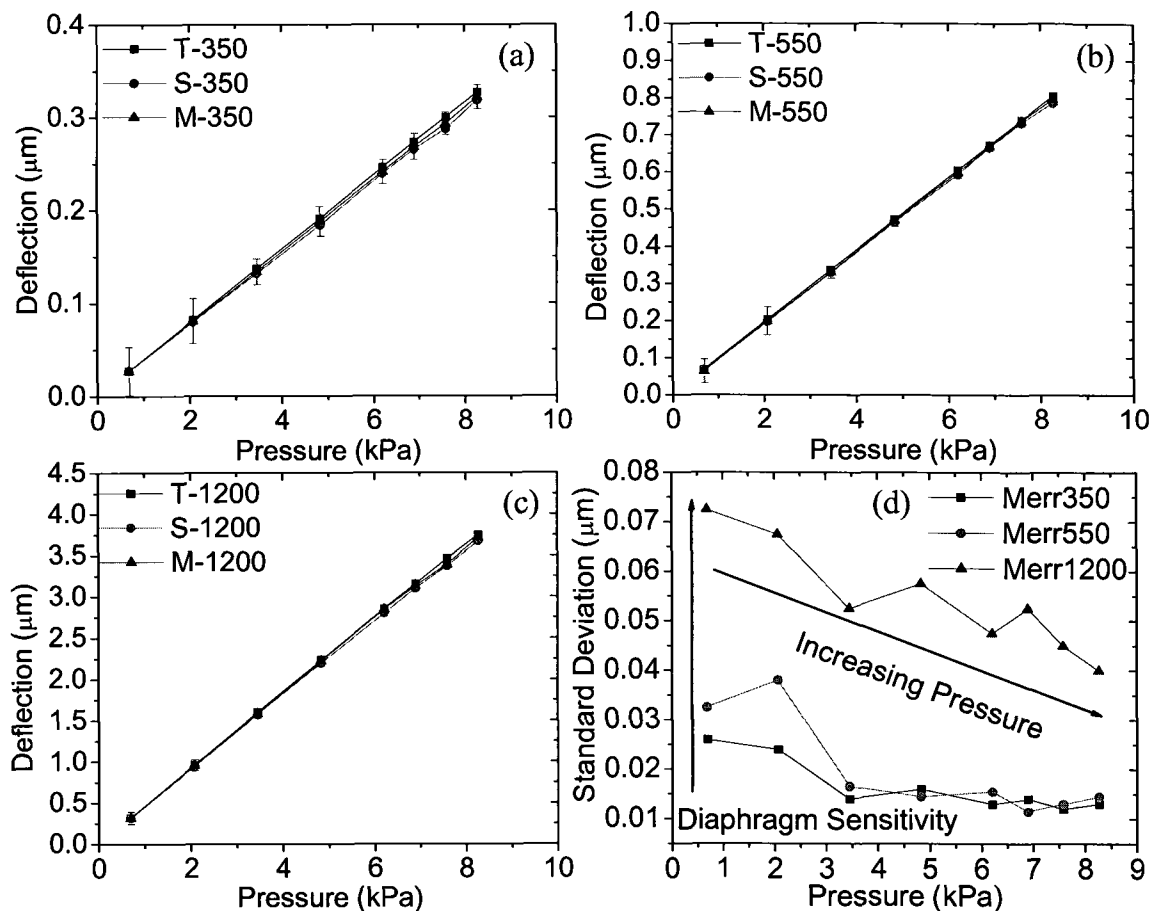 0.4
0.3
0.2
0.1
0.0
Deflection (μm)
T-350
S-350
M-350
(a)
0 2 4 6 8 10
Pressure (kPa)
1.0
0.9
0.8
0.7
0.6
0.5
0.4
0.3
0.2
0.1
0.0
Deflection (μm)
T-550
S-550
M-550
(b)
0 2 4 6 8 10
Pressure (kPa)
4.5
4.0
3.5
3.0
2.5
2.0
1.5
1.0
0.5
0.0
Deflection (μm)
T-1200
S-1200
M-1200
(c)
0 2 4 6 8 10
Pressure (kPa)
0.08
0.07
0.06
0.05
0.04
0.03
0.02
0.01
Standard Deviation (μm)
(d)
Merr350
Merr550
Merr1200
Increasing Pressure
Diaphragm Sensitivity
0 1 2 3 4 5 6 7 8 9
Pressure (kPa)